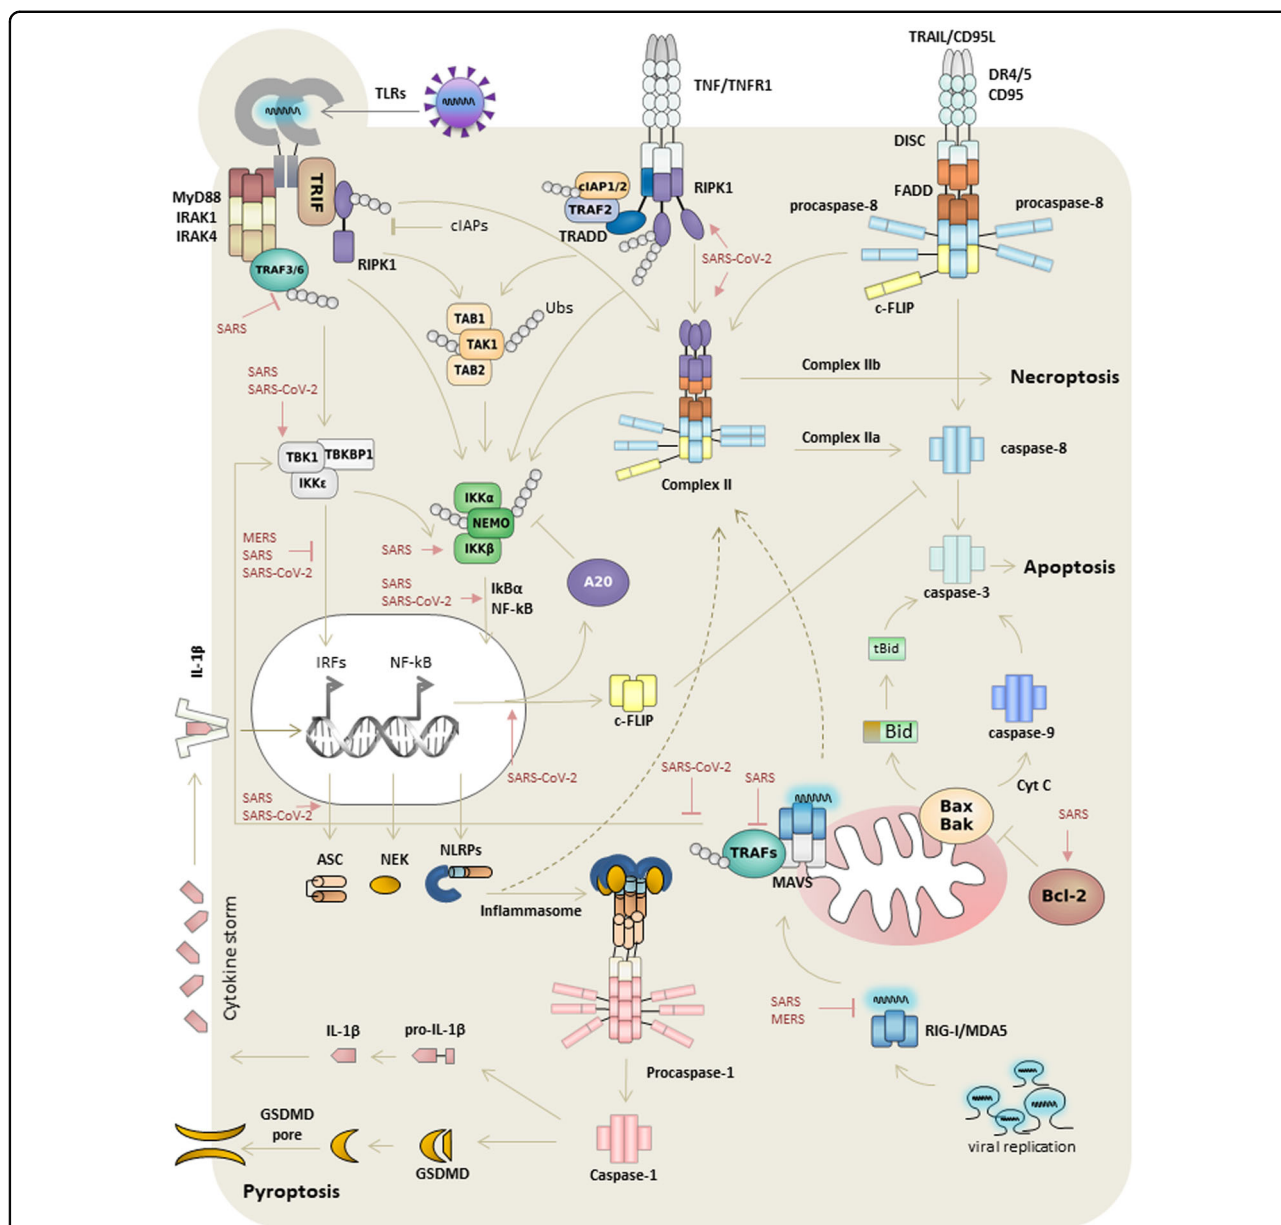 TRAIL/CD95L
TLRs
TNF/TNFR1
DR4/5
CD95
DISC
MyD88
IRAK1
IRAK4
TRIF
cIAP1/2
TRAF2
TRADD
RIPK1
FADD
procaspase-8
procaspase-8
cIAPs
RIPK1
TRAF3/6
SARS-CoV-2
c-FLIP
SARS
TAB1
TAK1
TAB2
Ubs
Complex IIb
Necroptosis
SARS
SARS-CoV-2
TBK1
TBKBP1
IKKε
Complex IIa
caspase-8
Complex II
IKKα
NEMO
IKKβ
MERS
SARS
SARS-CoV-2
SARS
A20
SARS
SARS-CoV-2
IkBα
NF-kB
caspase-3
Apoptosis
IL-1β
IRFs
NF-kB
tBid
c-FLIP
Bid
caspase-9
SARS-CoV-2
SARS-CoV-2
SARS
Cyt C
SARS
SARS-CoV-2
Bax
Bak
SARS
ASC
NEK
NLRPs
TRAFs
MAVS
Bcl-2
Inflammasome
Cytokine storm
SARS
MERS
RIG-I/MDA5
IL-1β
pro-IL-1β
Procaspase-1
GSDMD
pore
GSDMD
Caspase-1
viral replication
Pyroptosis